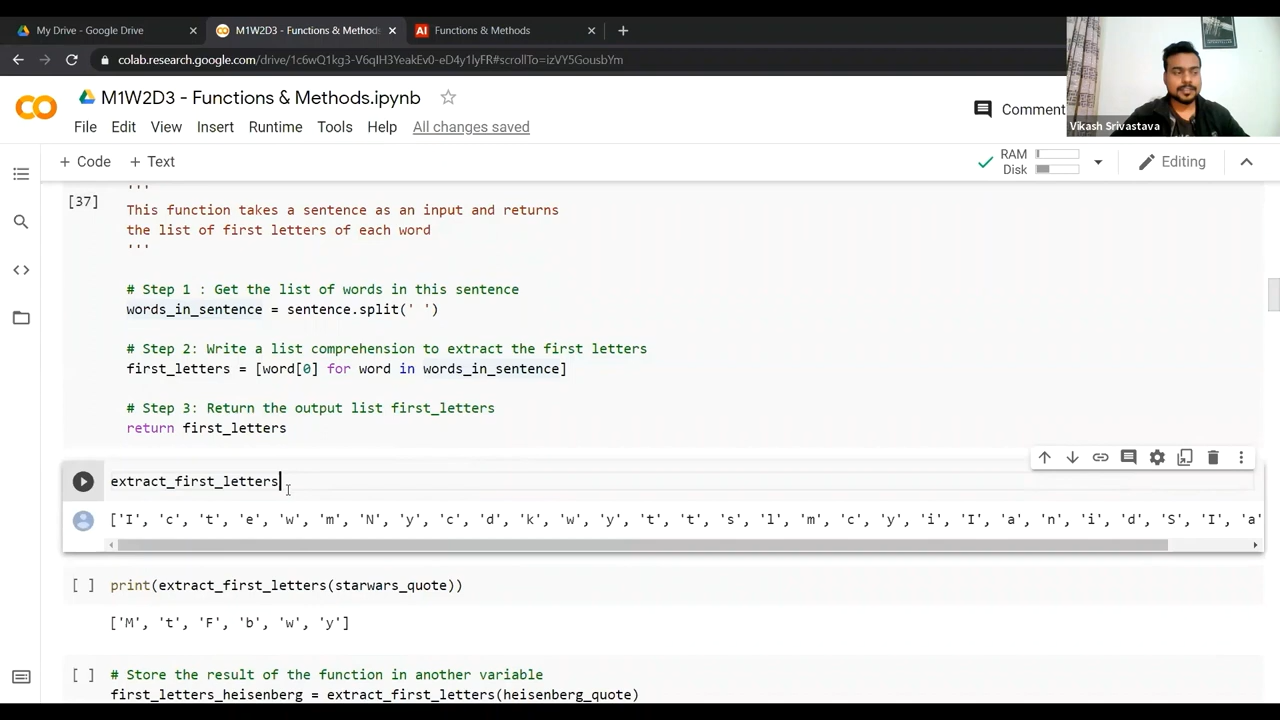 My Drive - Google Drive
M1W2D3 - Functions & Methods
Functions & Methods
colab.research.google.com/drive/1c6wQ1kg3-V6qIH3YeakEv0-eD4y1lyFR#scrollTo=izVY5GousbYm
M1W2D3 - Functions & Methods.ipynb
Comment
Vikash Srivastava
File Edit View Insert Runtime Tools Help All changes saved
+ Code + Text
RAM
Disk
Editing
[37]
'''
This function takes a sentence as an input and returns
the list of first letters of each word
'''
# Step 1 : Get the list of words in this sentence
words_in_sentence = sentence.split(' ')
# Step 2: Write a list comprehension to extract the first letters
first_letters = [word[0] for word in words_in_sentence]
# Step 3: Return the output list first_letters
return first_letters
extract_first_letters
['I', 'c', 't', 'e', 'w', 'm', 'N', 'y', 'c', 'd', 'k', 'w', 'y', 't', 't', 's', 'l', 'm', 'c', 'y', 'i', 'I', 'a', 'n', 'i', 'd', 'S', 'I', 'a'
[ ] print(extract_first_letters(starwars_quote))
['M', 't', 'F', 'b', 'w', 'y']
[ ] # Store the result of the function in another variable
first_letters_heisenberg = extract_first_letters(heisenberg_quote)